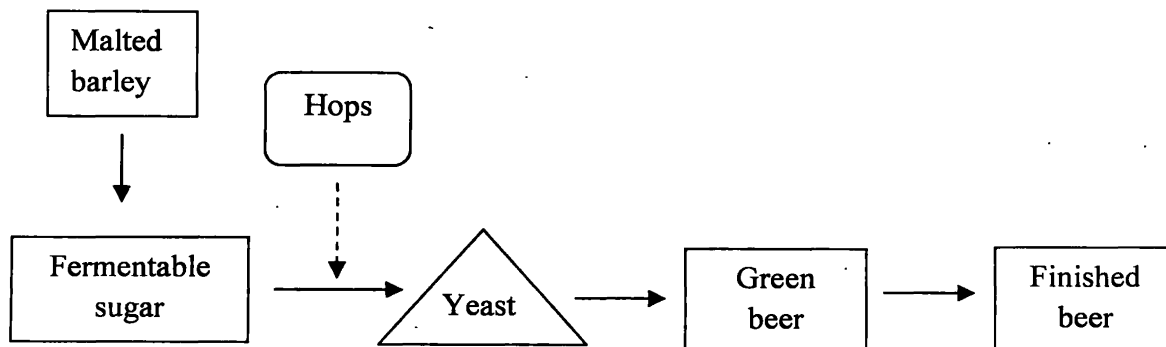 Malted
barley
Hops
Fermentable
sugar
Yeast
Green
beer
Finished
beer